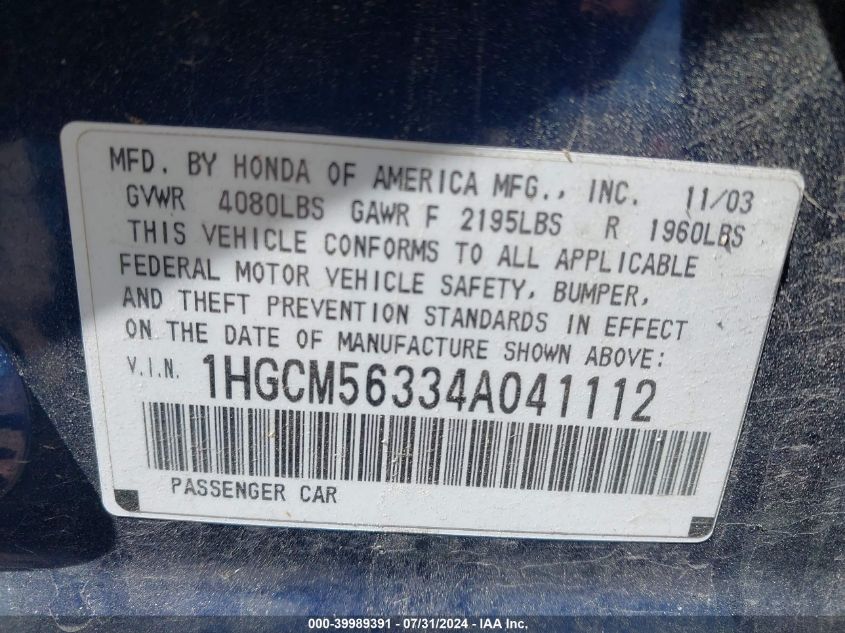 MFD. BY HONDA OF AMERICA MFG., INC. 11/03
GVWR 4080LBS GAWR F 2195LBS R 1960LBS
THIS VEHICLE CONFORMS TO ALL APPLICABLE
FEDERAL MOTOR VEHICLE SAFETY, BUMPER,
AND THEFT PREVENTION STANDARDS IN EFFECT
ON THE DATE OF MANUFACTURE SHOWN ABOVE:
V.I.N. 1HGCM56334A041112
PASSENGER CAR
000-39989391 - 07/31/2024 - IAA Inc.